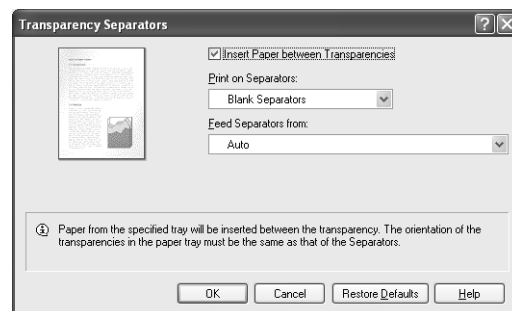 Transparency Separators
Insert Paper between Transparencies
Print on Separators:
Blank Separators
Feed Separators from:
Auto
Paper from the specified tray will be inserted between the transparency. The orientation of the
transparencies in the paper tray must be the same as that of the Separators.
OK Cancel Restore Defaults Help